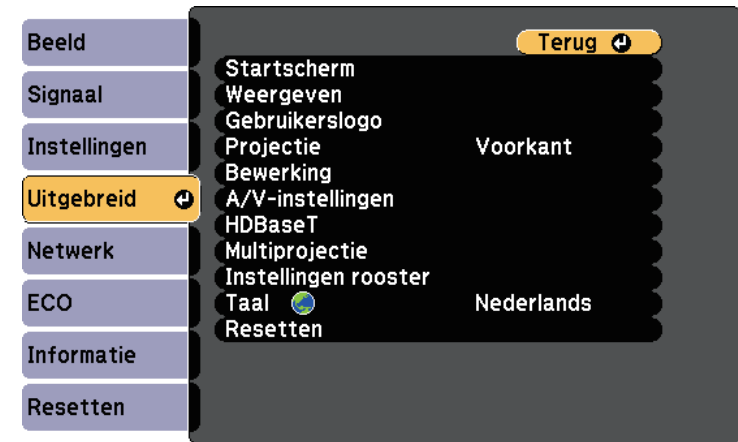 Beeld
Signaal
Instellingen
Uitgebreid
Netwerk
ECO
Informatie
Resetten
Terug
Startscherm
Weergeven
Gebruikerslogo
Projectie Voorkant
Bewerking
A/V-instellingen
HDBaseT
Multiprojectie
Instellingen rooster
Taal Nederlands
Resetten